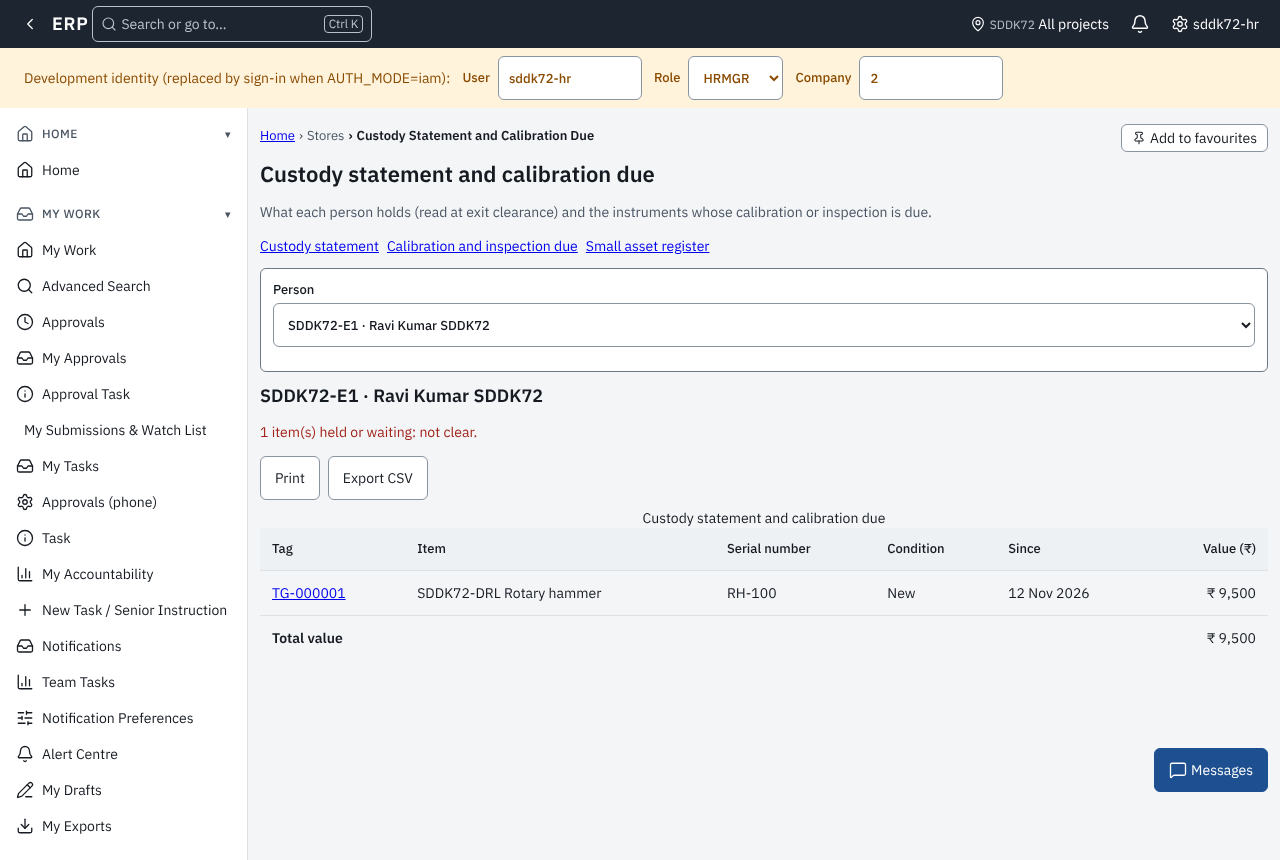 ERP Search or go to... Ctrl K SDDK72 All projects sddk72-hr
Development identity (replaced by sign-in when AUTH_MODE=iam): User sddk72-hr Role HRMGR Company 2
HOME
Home
MY WORK
My Work
Advanced Search
Approvals
My Approvals
Approval Task
My Submissions & Watch List
My Tasks
Approvals (phone)
Task
My Accountability
New Task / Senior Instruction
Notifications
Team Tasks
Notification Preferences
Alert Centre
My Drafts
My Exports
Home › Stores › Custody Statement and Calibration Due
Add to favourites
Custody statement and calibration due
What each person holds (read at exit clearance) and the instruments whose calibration or inspection is due.
Custody statement Calibration and inspection due Small asset register
Person
SDDK72-E1 · Ravi Kumar SDDK72
SDDK72-E1 · Ravi Kumar SDDK72
1 item(s) held or waiting: not clear.
Print Export CSV
Custody statement and calibration due
Tag Item Serial number Condition Since Value (₹)
TG-000001 SDDK72-DRL Rotary hammer RH-100 New 12 Nov 2026 ₹ 9,500
Total value ₹ 9,500
Messages